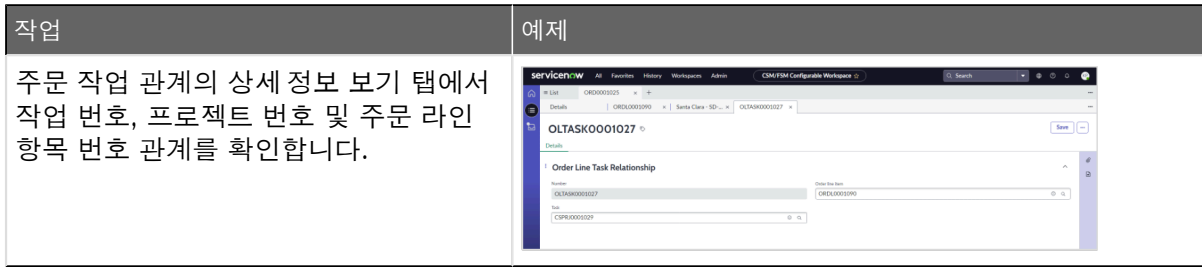 작업
예제
주문 작업 관계의 상세 정보 보기 탭에서
작업 번호, 프로젝트 번호 및 주문 라인
항목 번호 관계를 확인합니다.
servicenow All Favorites History Workspaces Admin CSM/FSM Configurable Workspace Search
List ORD0001025
Details ORDL0001090 Santa Clara - SD-... OLTASK0001027
OLTASK0001027 Save
Details
Order Line Task Relationship
Number Order line item
OLTASK0001027 ORDL0001090
Task
CSPRJ0001029